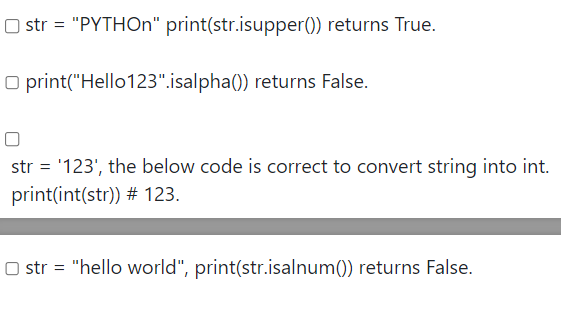 str = "PYTHOn" print(str.isupper()) returns True.
print("Hello123".isalpha()) returns False.
str = '123', the below code is correct to convert string into int.
print(int(str)) # 123.
str = "hello world", print(str.isalnum()) returns False.